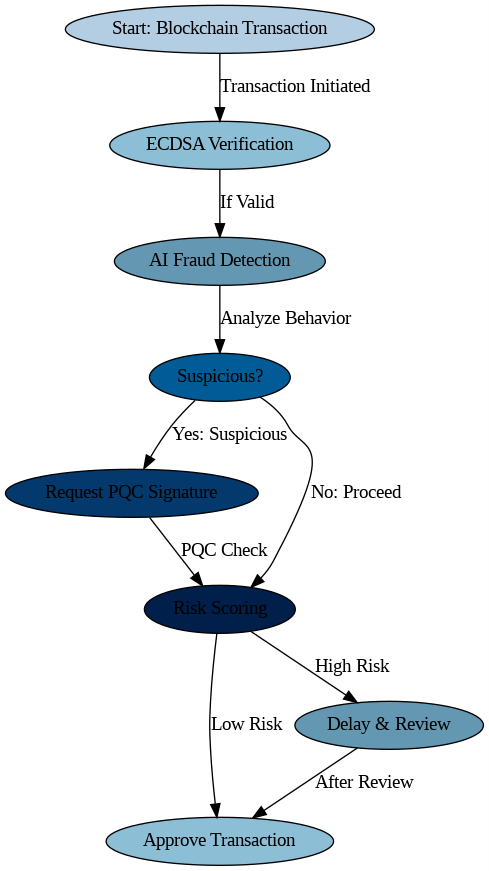 Start: Blockchain Transaction
Transaction Initiated
ECDSA Verification
If Valid
AI Fraud Detection
Analyze Behavior
Suspicious?
Yes: Suspicious
Request PQC Signature
No: Proceed
PQC Check
Risk Scoring
High Risk
Low Risk
Delay & Review
After Review
Approve Transaction